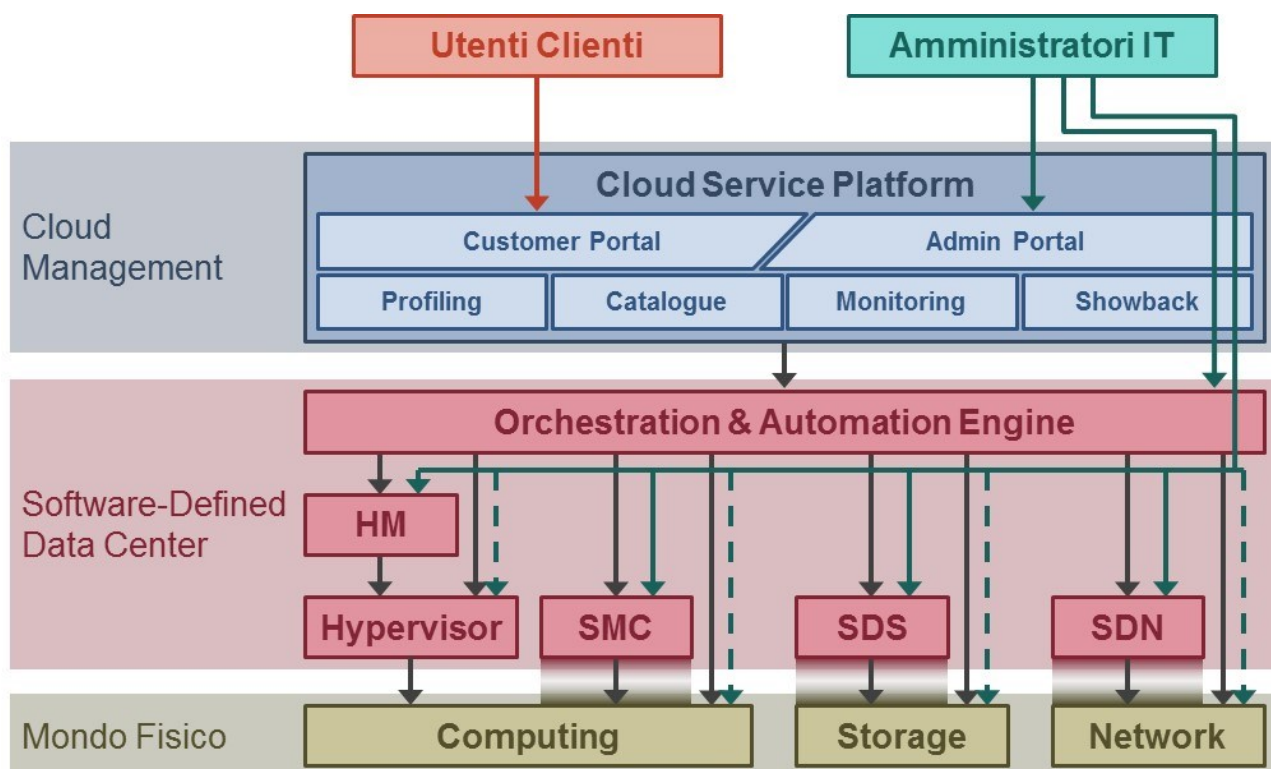 Utenti Clienti
Amministratori IT
Cloud
Management
Cloud Service Platform
Customer Portal
Admin Portal
Profiling
Catalogue
Monitoring
Showback
Software-Defined
Data Center
Orchestration & Automation Engine
HM
Hypervisor
SMC
SDS
SDN
Mondo Fisico
Computing
Storage
Network